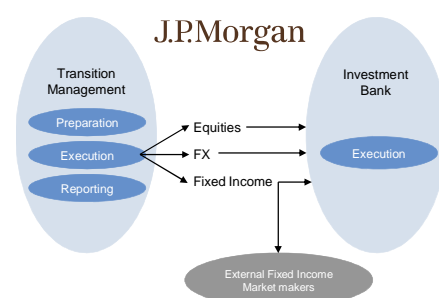 J.P.Morgan
Transition
Management
Preparation
Execution
Reporting
Equities
FX
Fixed Income
Investment
Bank
Execution
External Fixed Income
Market makers